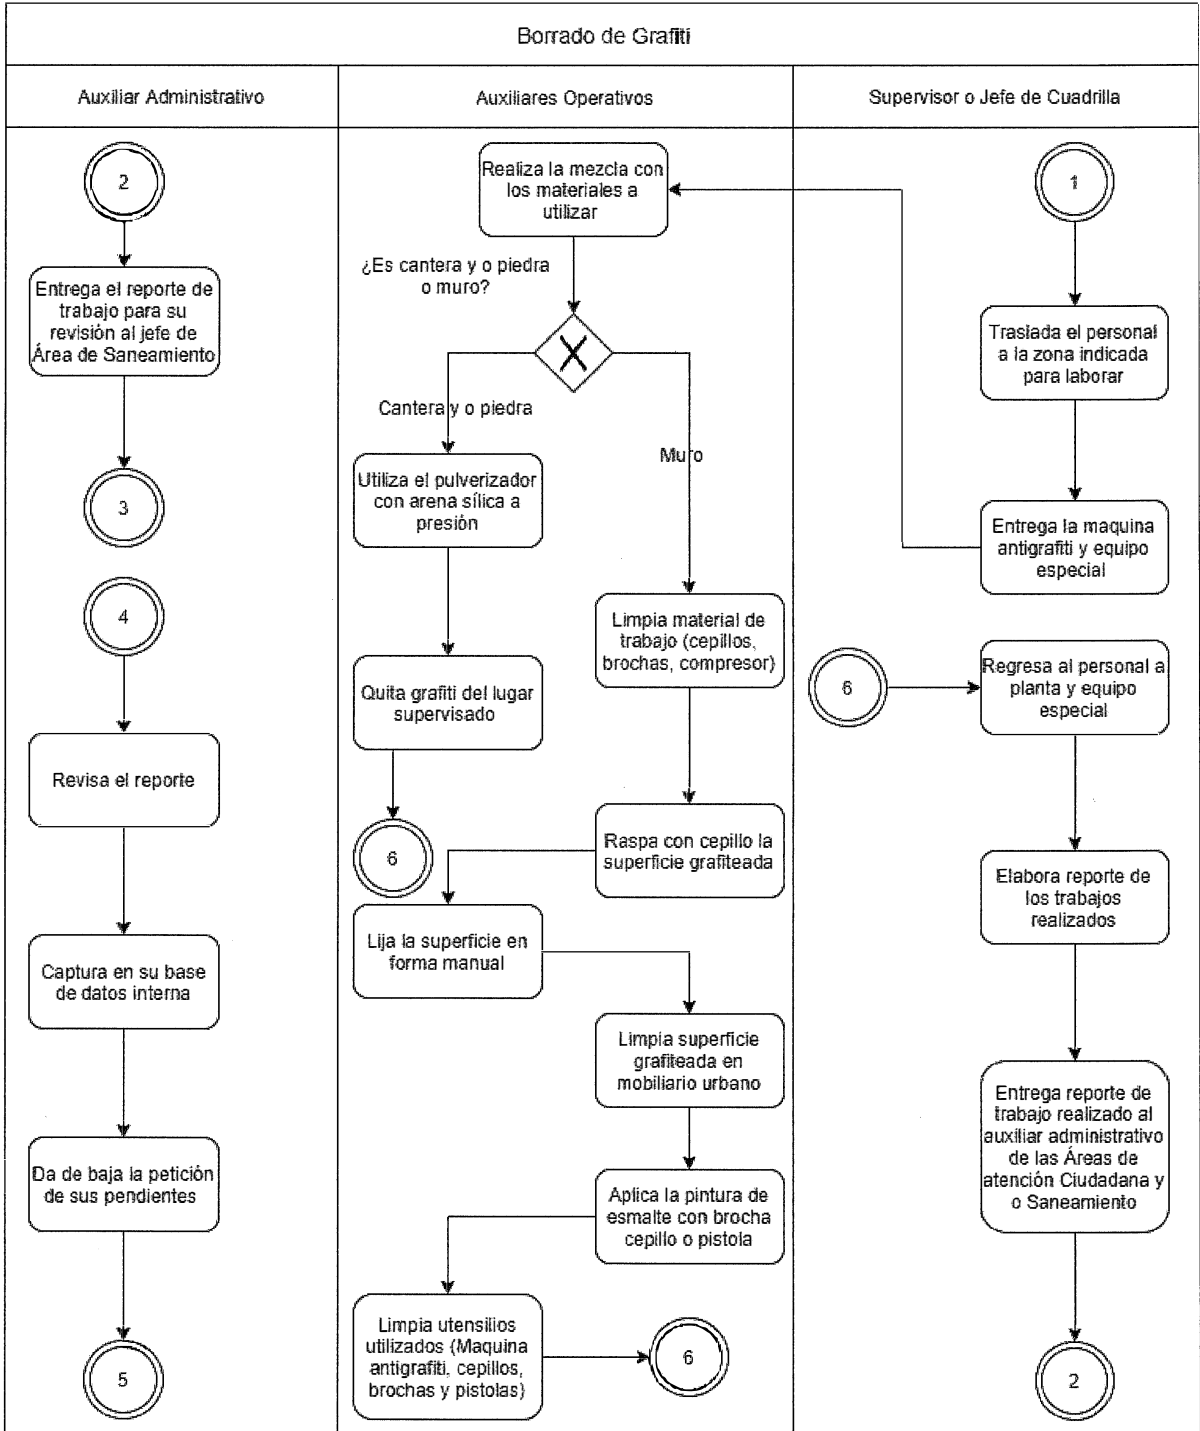 Borrado de Grafiti
Auxiliar Administrativo
Auxiliares Operativos
Supervisor o Jefe de Cuadrilla
2
Entrega el reporte de
trabajo para su
revisión al jefe de
Área de Saneamiento
3
4
Revisa el reporte
Captura en su base
de datos interna
Da de baja la petición
de sus pendientes
5
Realiza la mezcla con
los materiales a
utilizar
¿Es cantera y o piedra
o muro?
Cantera y o piedra
Muro
Utiliza el pulverizador
con arena sílica a
presión
Quita grafiti del lugar
supervisado
6
Limpia material de
trabajo (cepillos,
brochas, compresor)
Raspa con cepillo la
superficie grafiteada
Lija la superficie en
forma manual
Limpia superficie
grafiteada en
mobiliario urbano
Aplica la pintura de
esmalte con brocha
cepillo o pistola
Limpia utensilios
utilizados (Maquina
antigrafiti, cepillos,
brochas y pistolas)
6
1
Traslada el personal
a la zona indicada
para laborar
Entrega la maquina
antigrafiti y equipo
especial
6
Regresa al personal a
planta y equipo
especial
Elabora reporte de
los trabajos
realizados
Entrega reporte de
trabajo realizado al
auxiliar administrativo
de las Áreas de
atención Ciudadana y
o Saneamiento
2